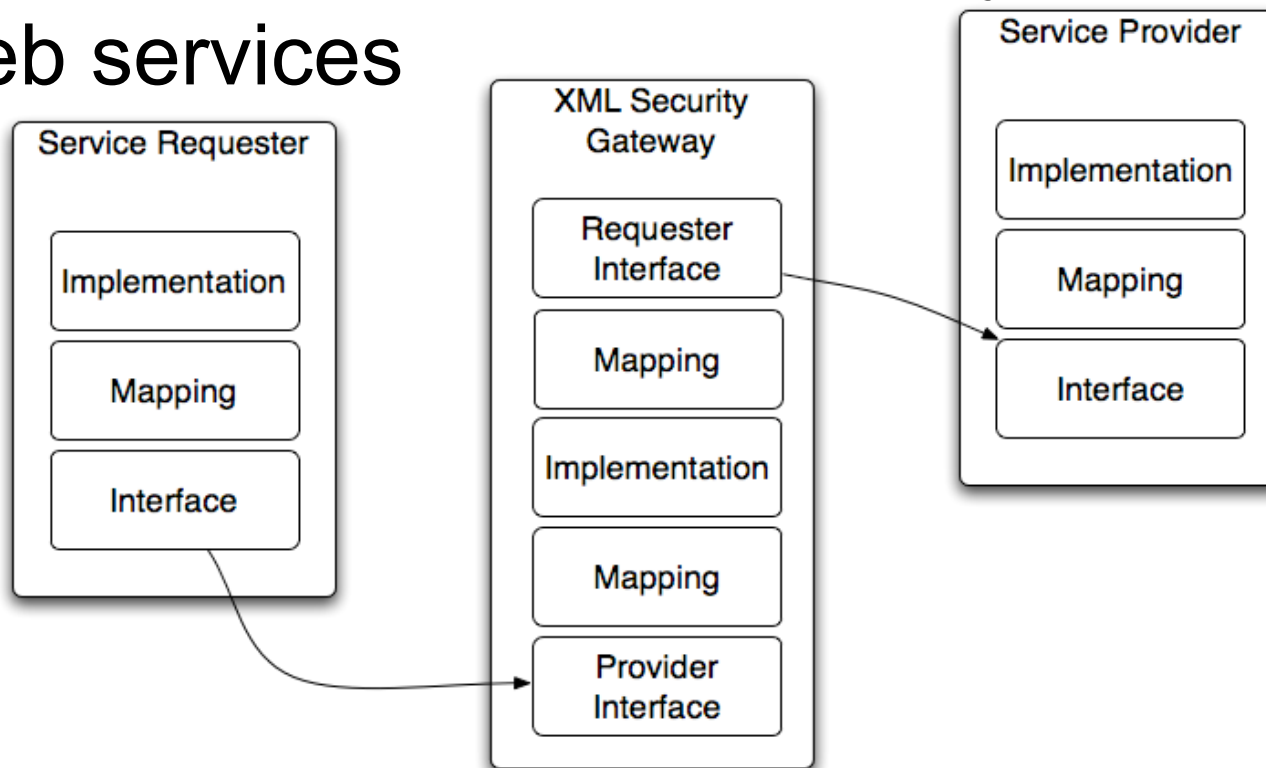 eb services
Service Requester
Implementation
Mapping
Interface
XML Security
Gateway
Requester
Interface
Mapping
Implementation
Mapping
Provider
Interface
Service Provider
Implementation
Mapping
Interface